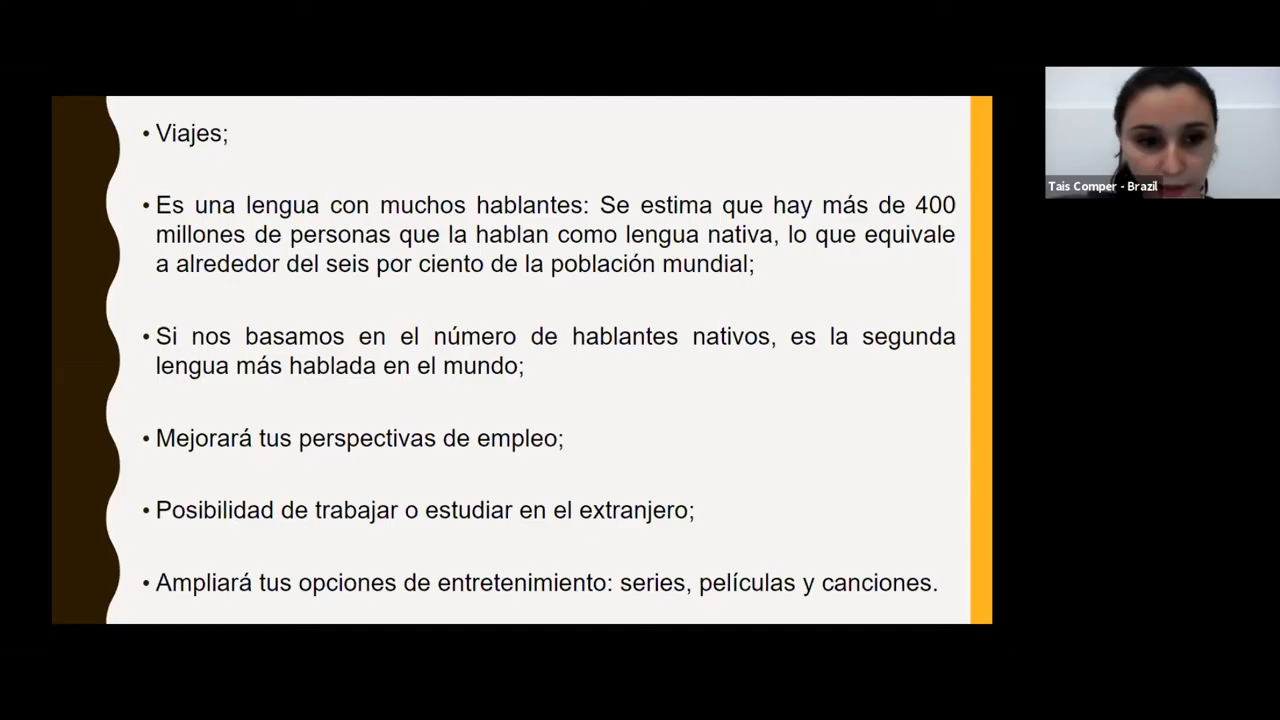 • Viajes;
• Es una lengua con muchos hablantes: Se estima que hay más de 400
millones de personas que la hablan como lengua nativa, lo que equivale
a alrededor del seis por ciento de la población mundial;
• Si nos basamos en el número de hablantes nativos, es la segunda
lengua más hablada en el mundo;
• Mejorará tus perspectivas de empleo;
• Posibilidad de trabajar o estudiar en el extranjero;
• Ampliará tus opciones de entretenimiento: series, películas y canciones.
Tais Comper - Brazil